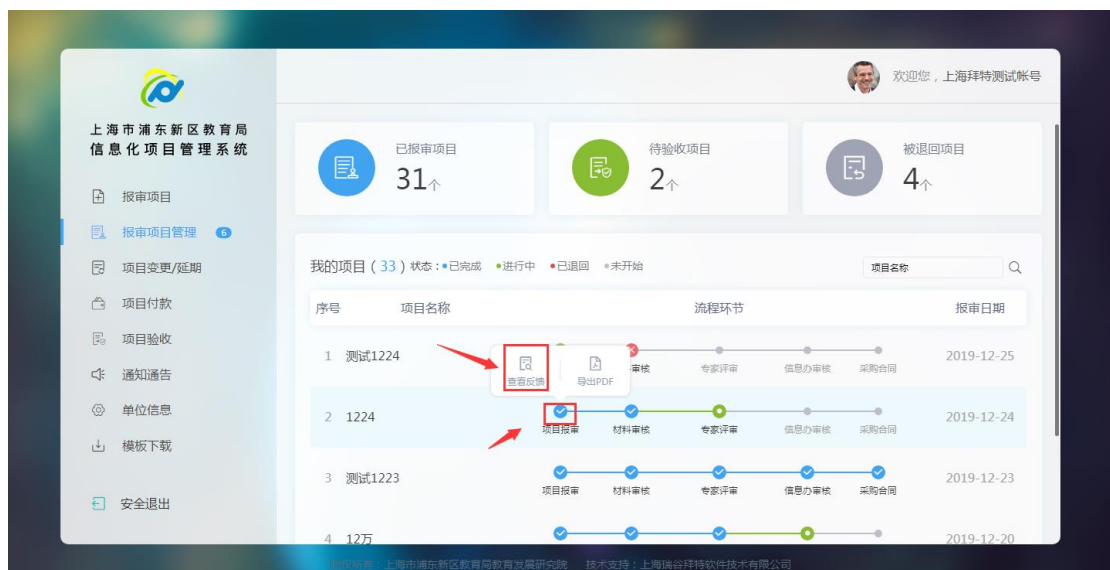 欢迎您，上海拜特测试帐号
上海市浦东新区教育局
信息化项目管理系统
报审项目
报审项目管理 6
项目变更/延期
项目付款
项目验收
通知通告
单位信息
模板下载
安全退出
已报审项目
31个
待验收项目
2个
被退回项目
4个
我的项目（33）状态：已完成 进行中 已退回 未开始
项目名称
序号 项目名称 流程环节 报审日期
1 测试1224 审核 专家评审 信息办审核 采购合同 2019-12-25
查看反馈 导出PDF
2 1224 项目报审 材料审核 专家评审 信息办审核 采购合同 2019-12-24
3 测试1223 项目报审 材料审核 专家评审 信息办审核 采购合同 2019-12-23
4 12万 2019-12-20
版权所有：上海市浦东新区教育局教育发展研究院 技术支持：上海瑞谷拜特软件技术有限公司